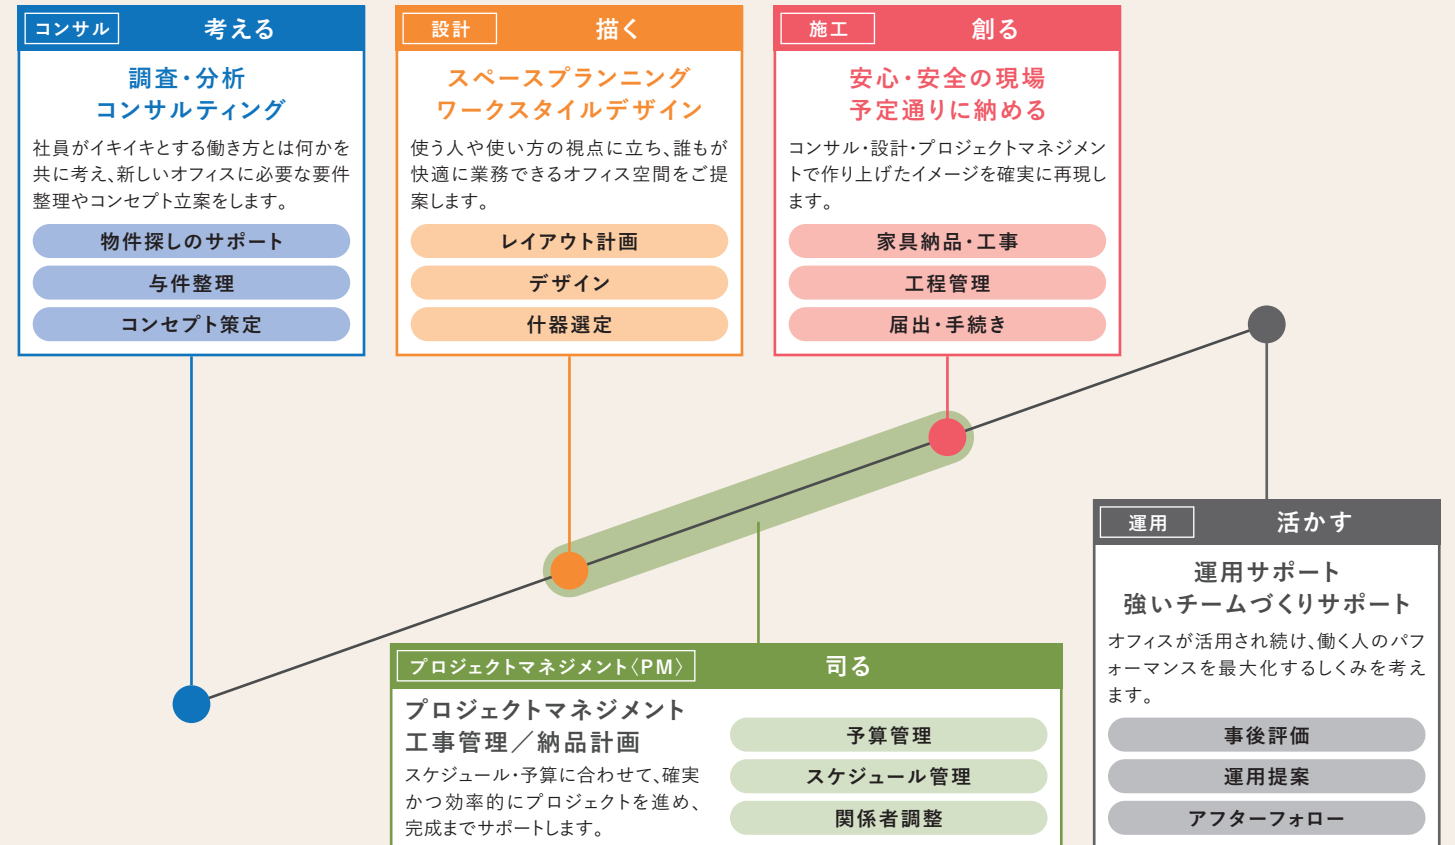 コンサル 考える
調査・分析
コンサルティング
社員がイキイキとする働き方とは何かを
共に考え、新しいオフィスに必要な要件
整理やコンセプト立案をします。
物件探しのサポート
与件整理
コンセプト策定
設計 描く
スペースプランニング
ワークスタイルデザイン
使う人や使い方の視点に立ち、誰もが
快適に業務できるオフィス空間をご提
案します。
レイアウト計画
デザイン
什器選定
施工 創る
安心・安全の現場
予定通りに納める
コンサル・設計・プロジェクトマネジメン
トで作り上げたイメージを確実に再現し
ます。
家具納品・工事
工程管理
届出・手続き
プロジェクトマネジメント〈PM〉 司る
プロジェクトマネジメント
工事管理／納品計画
スケジュール・予算に合わせて、確実
かつ効率的にプロジェクトを進め、
完成までサポートします。
予算管理
スケジュール管理
関係者調整
運用 活かす
運用サポート
強いチームづくりサポート
オフィスが活用され続け、働く人のパフ
ォーマンスを最大化するしくみを考え
ます。
事後評価
運用提案
アフターフォロー